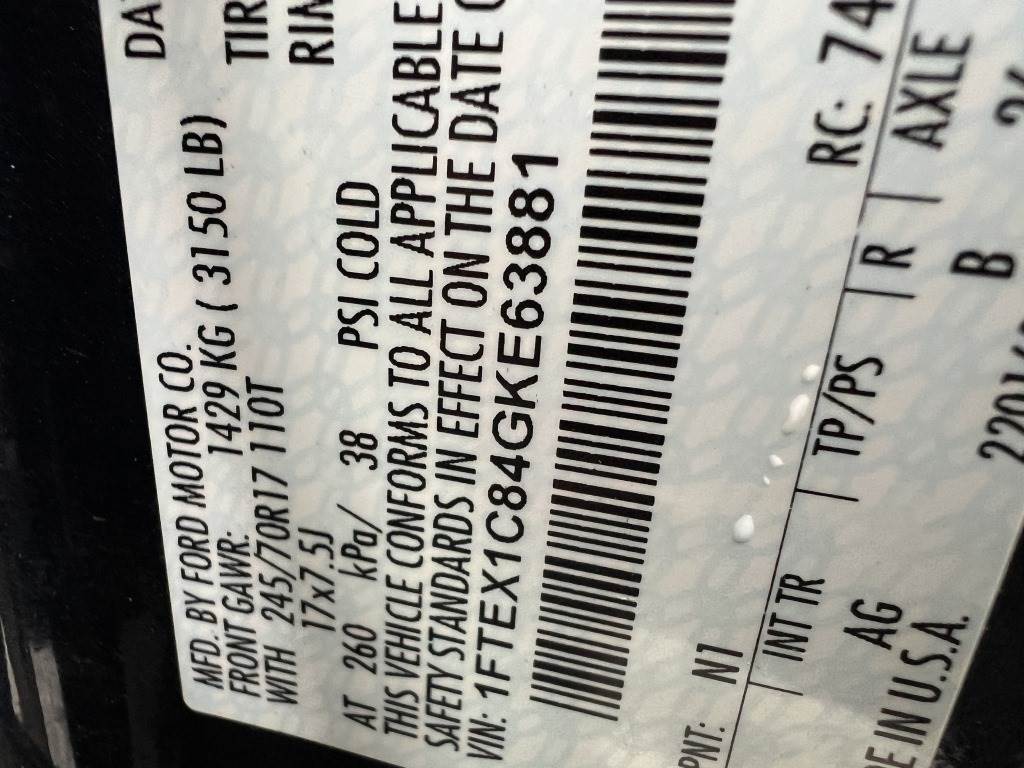 MFD. BY FORD MOTOR CO.
DA
FRONT GAWR: 1429 KG ( 3150 LB)
WITH 245/70R17 110T
TIR
17x7.5J
RIM
AT 260 kPa/ 38 PSI COLD
THIS VEHICLE CONFORMS TO ALL APPLICABLE
SAFETY STANDARDS IN EFFECT ON THE DATE
VIN: 1FTEX1C84GKE63881
PNT: N1
RC: 74
INT TR TP/PS R AXLE
AG B
E IN U.S.A.